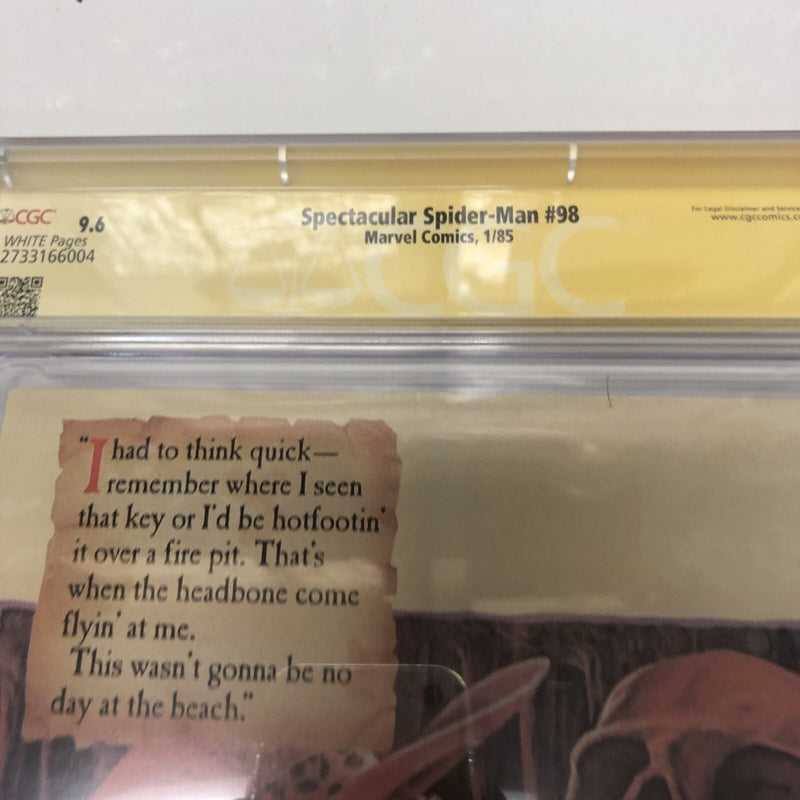 CGC
9.6
WHITE Pages
2733166004
Spectacular Spider-Man #98
Marvel Comics, 1/85
For Legal Disclaimer and Service
www.cgccomics.co
CGC
"I had to think quick—
remember where I seen
that key or I'd be hotfootin'
it over a fire pit. That's
when the headbone come
flyin' at me.
This wasn't gonna be no
day at the beach."